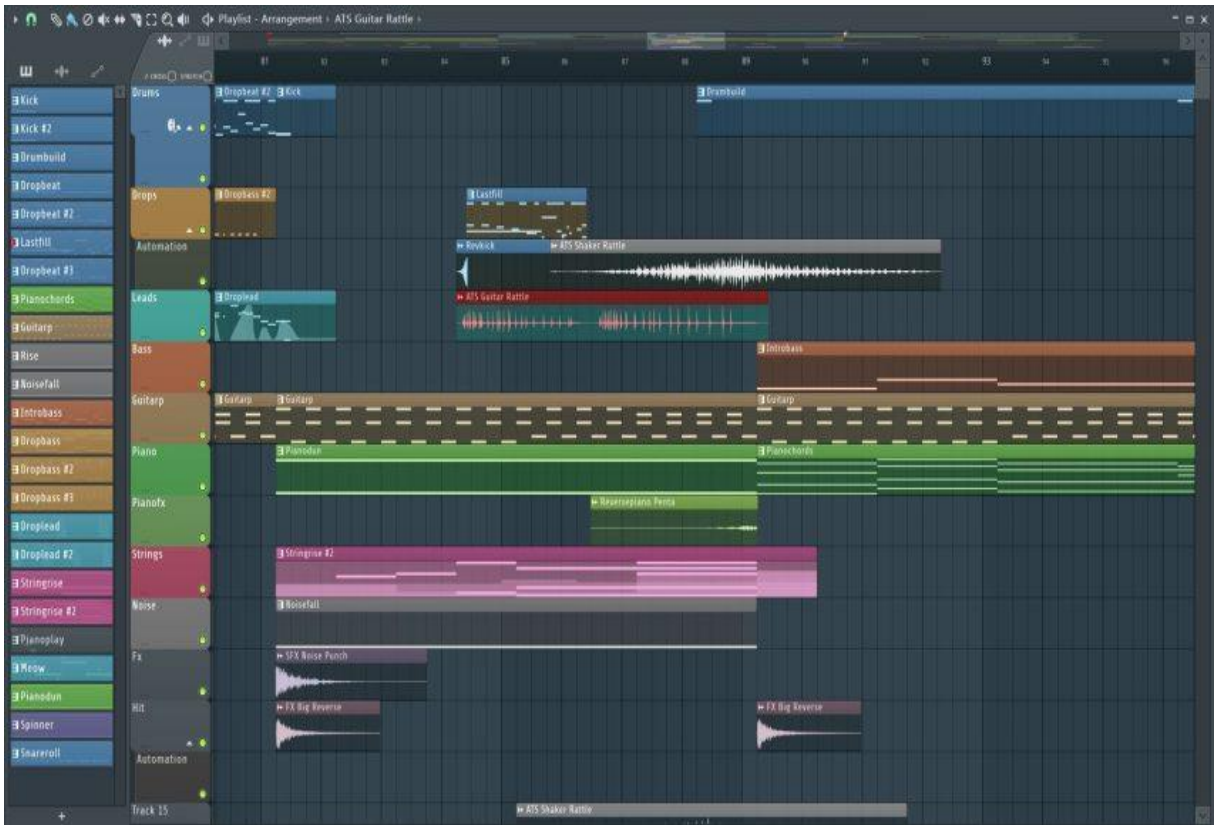 Playlist - Arrangement › ATS Guitar Rattle ›
81 85 89 93
Kick
Kick #2
Drumbuild
Dropbeat
Dropbeat #2
Lastfill
Dropbeat #3
Pianochords
Guitarp
Rise
Noisefall
Introbass
Dropbass
Dropbass #2
Dropbass #3
Droplead
Droplead #2
Stringrise
Stringrise #2
Pianoplay
Meow
Pianodun
Spinner
Snareroll
+
Drums
Dropbeat #2 Kick Drumbuild
Drops
Dropbass #2 Lastfill
Automation
Revkick ATS Shaker Rattle
Leads
Droplead ATS Guitar Rattle
Bass
Introbass
Guitarp
Guitarp Guitarp Guitarp
Piano
Pianodun Pianochords
Pianofx
Reversepiano Penta
Strings
Stringrise #2
Noise
Noisefall
Fx
SFX Noise Punch
Hit
FX Big Reverse FX Big Reverse
Automation
Track 15
ATS Shaker Rattle